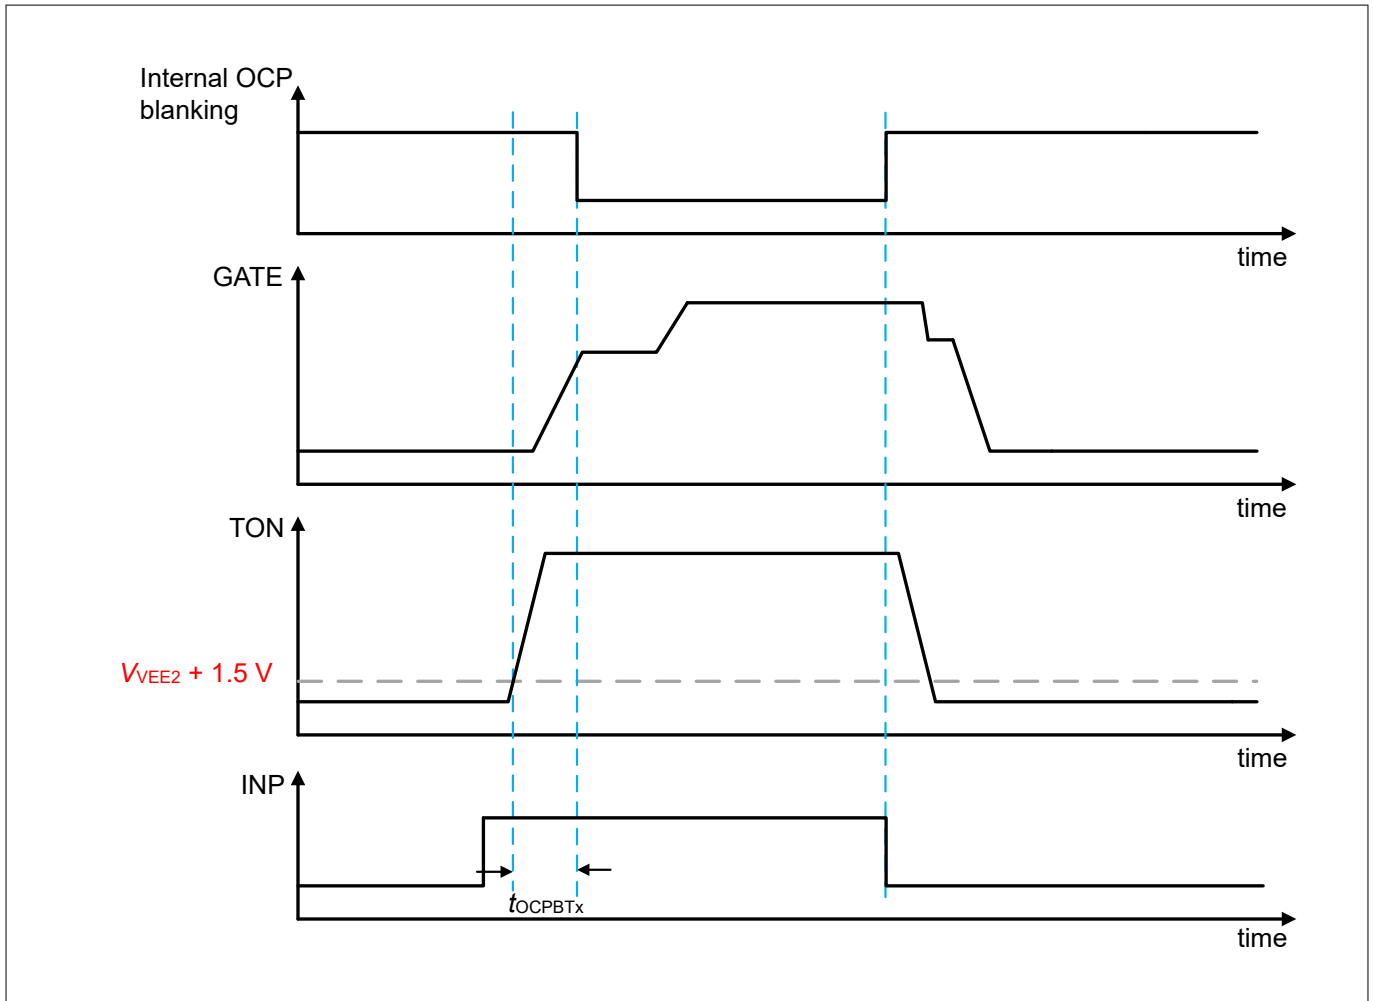 Internal OCP
blanking
time
GATE
time
TON
VVEE2 + 1.5 V
time
INP
tOCPBTx
time